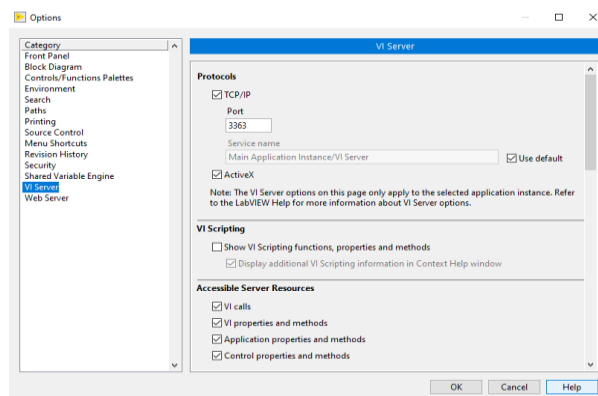 Options
Category
Front Panel
Block Diagram
Controls/Functions Palettes
Environment
Search
Paths
Printing
Source Control
Menu Shortcuts
Revision History
Security
Shared Variable Engine
VI Server
Web Server
VI Server
Protocols
TCP/IP
Port
3363
Service name
Main Application Instance/VI Server
Use default
ActiveX
Note: The VI Server options on this page only apply to the selected application instance. Refer
to the LabVIEW Help for more information about VI Server options.
VI Scripting
Show VI Scripting functions, properties and methods
Display additional VI Scripting information in Context Help window
Accessible Server Resources
VI calls
VI properties and methods
Application properties and methods
Control properties and methods
OK Cancel Help